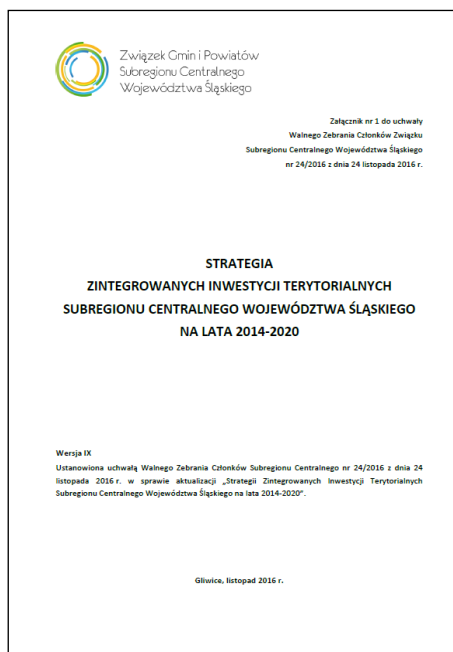 Związek Gmin i Powiatów
Subregionu Centralnego
Województwa Śląskiego
Załącznik nr 1 do uchwały
Walnego Zebrania Członków Związku
Subregionu Centralnego Województwa Śląskiego
nr 24/2016 z dnia 24 listopada 2016 r.
STRATEGIA
ZINTEGROWANYCH INWESTYCJI TERYTORIALNYCH
SUBREGIONU CENTRALNEGO WOJEWÓDZTWA ŚLĄSKIEGO
NA LATA 2014-2020
Wersja IX
Ustanowiona uchwałą Walnego Zebrania Członków Subregionu Centralnego nr 24/2016 z dnia 24
listopada 2016 r. w sprawie aktualizacji „Strategii Zintegrowanych Inwestycji Terytorialnych
Subregionu Centralnego Województwa Śląskiego na lata 2014-2020”.
Gliwice, listopad 2016 r.